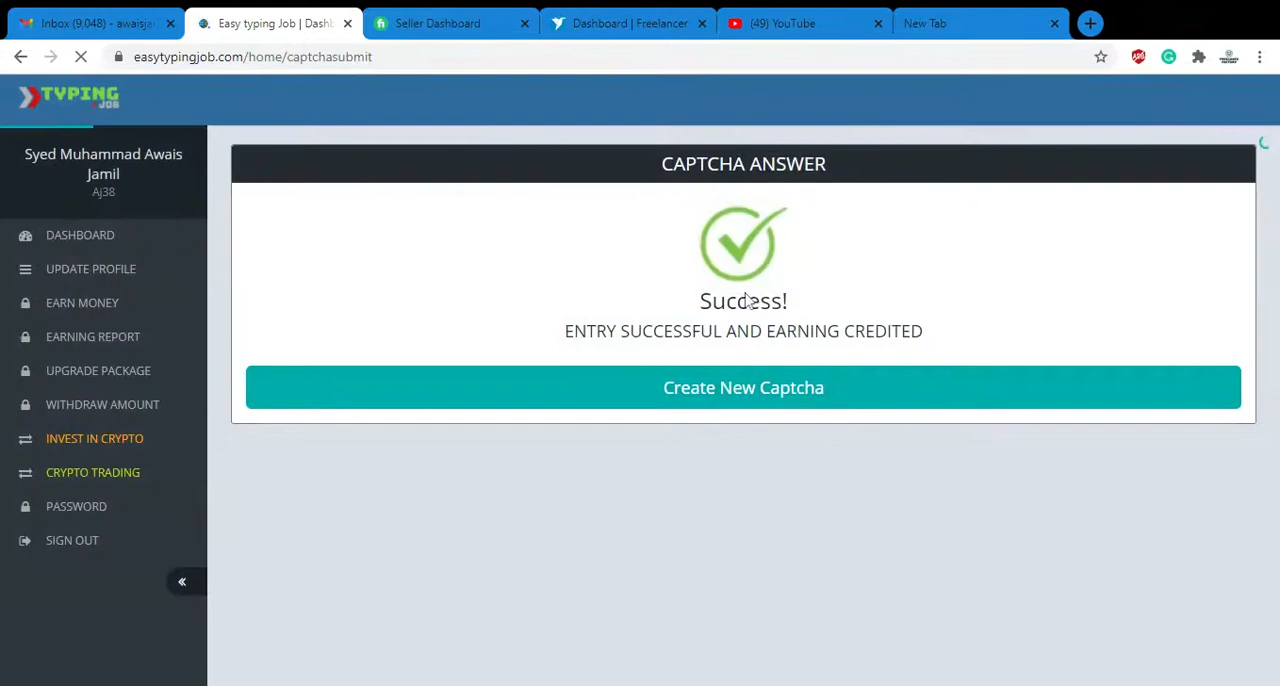 Inbox (9,048) - awaisja
Easy typing Job | Dashb
Seller Dashboard
Dashboard | Freelancer
(49) YouTube
New Tab
easytypingjob.com/home/captchasubmit
TYPING
JOB
Syed Muhammad Awais
Jamil
Aj38
DASHBOARD
UPDATE PROFILE
EARN MONEY
EARNING REPORT
UPGRADE PACKAGE
WITHDRAW AMOUNT
INVEST IN CRYPTO
CRYPTO TRADING
PASSWORD
SIGN OUT
CAPTCHA ANSWER
Success!
ENTRY SUCCESSFUL AND EARNING CREDITED
Create New Captcha